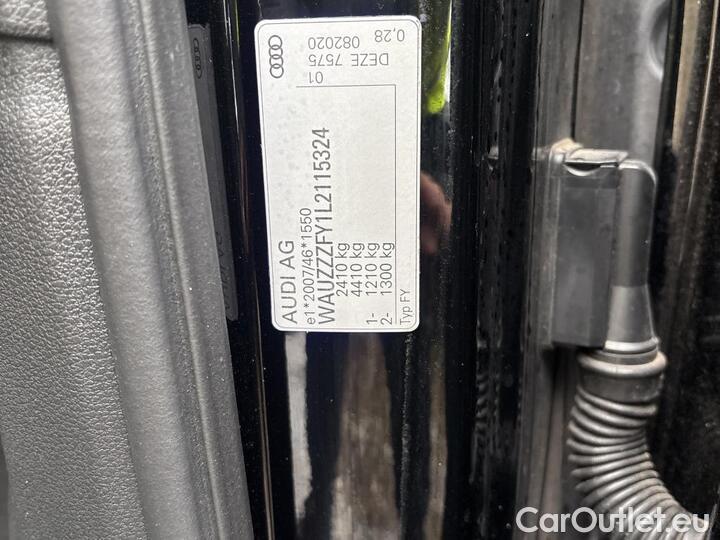 AUDI AG
e1*2007/46*1550
WAUZZZFY1L2115324
2410 kg
4410 kg
1- 1210 kg
2- 1300 kg
Typ FY
01
DEZE 7575
082020
0,28
CarOutlet.eu